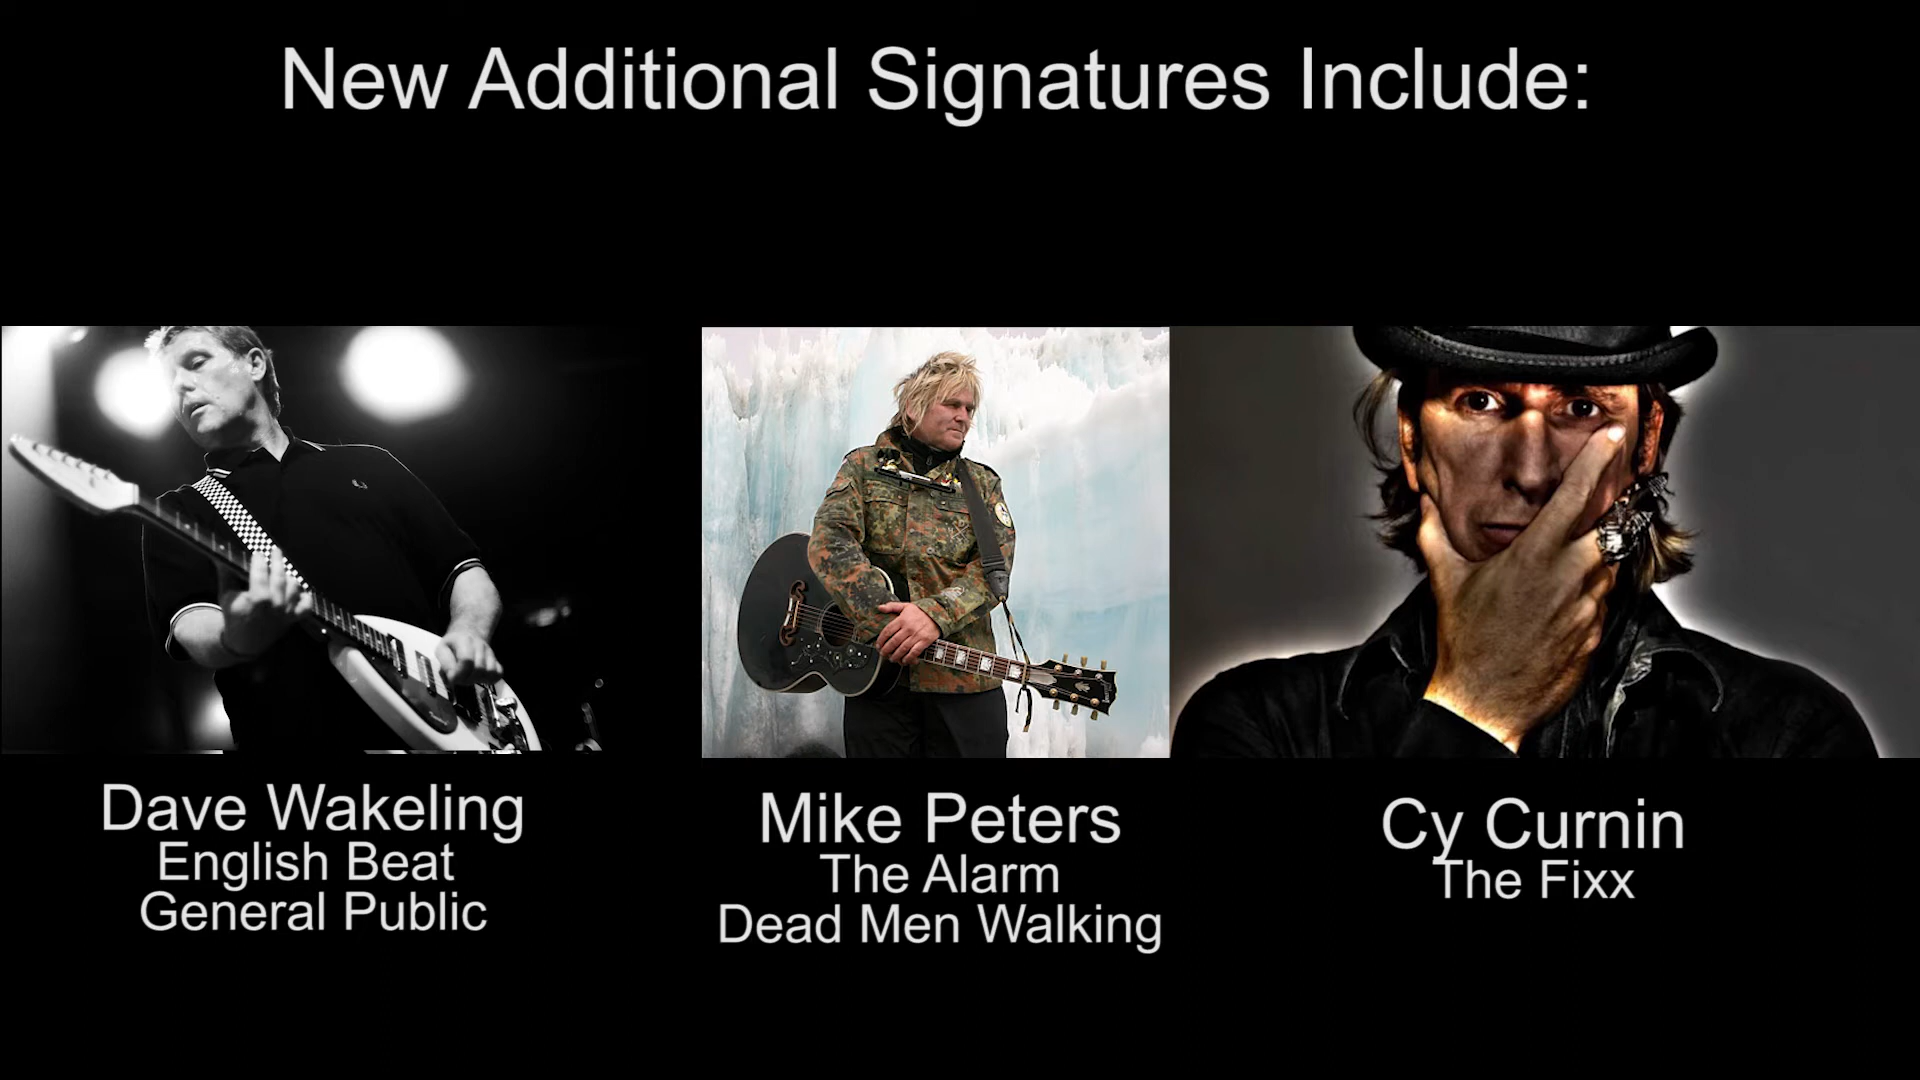 New Additional Signatures Include:
Dave Wakeling
English Beat
General Public
Mike Peters
The Alarm
Dead Men Walking
Cy Curnin
The Fixx